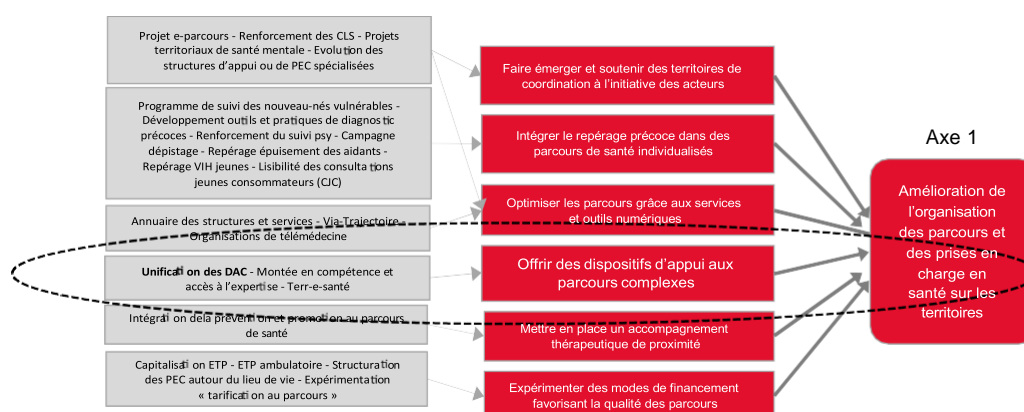 Projet e-parcours - Renforcement des CLS - Projets
territoriaux de santé mentale - Evolution des
structures d'appui ou de PEC spécialisées
Programme de suivi des nouveau-nés vulnérables -
Développement outils et pratiques de diagnostic
précoces - Renforcement du suivi psy - Campagne
dépistage - Repérage épuisement des aidants -
Repérage VIH jeunes - Lisibilité des consultations
jeunes consommateurs (CJC)
Annuaire des structures et services - Via-Trajectoire -
Organisations de télémédecine
Unification des DAC - Montée en compétence et
accès à l'expertise - Terr-e-santé
Intégration dela prévention et promotion au parcours
de santé
Capitalisation ETP - ETP ambulatoire - Structuration
des PEC autour du lieu de vie - Expérimentation
« tarification au parcours »
Faire émerger et soutenir des territoires de
coordination à l'initiative des acteurs
Intégrer le repérage précoce dans des
parcours de santé individualisés
Optimiser les parcours grâce aux services
et outils numériques
Offrir des dispositifs d'appui aux
parcours complexes
Mettre en place un accompagnement
thérapeutique de proximité
Expérimenter des modes de financement
favorisant la qualité des parcours
Axe 1
Amélioration de
l'organisation
des parcours et
des prises en
charge en
santé sur les
territoires